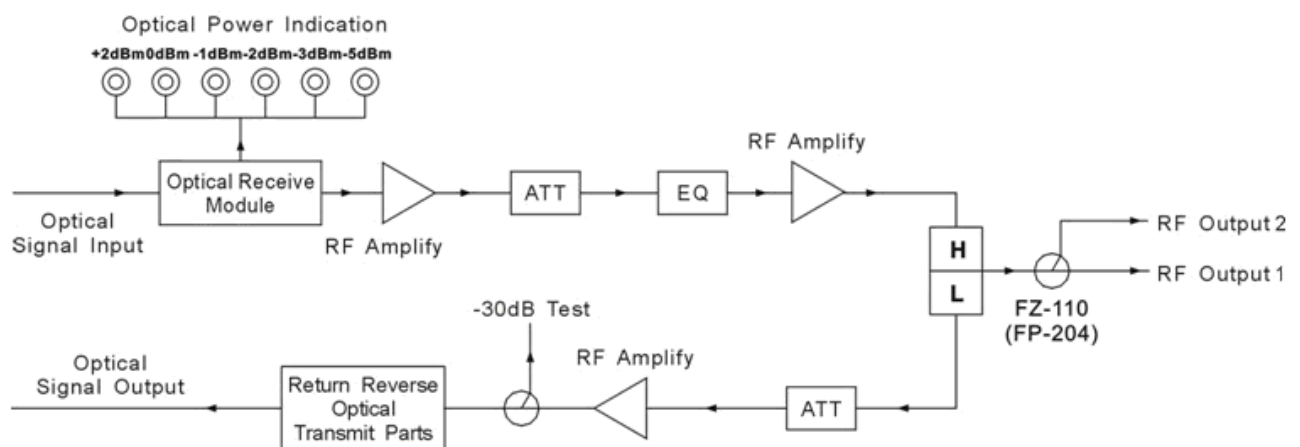 Optical Power Indication
+2dBm 0dBm -1dBm -2dBm -3dBm -5dBm
RF Amplify
Optical Receive
Module
ATT
EQ
Optical
Signal Input
RF Amplify
H
L
RF Output 2
RF Output 1
FZ-110
(FP-204)
-30dB Test
RF Amplify
Optical
Signal Output
Return Reverse
Optical
Transmit Parts
ATT